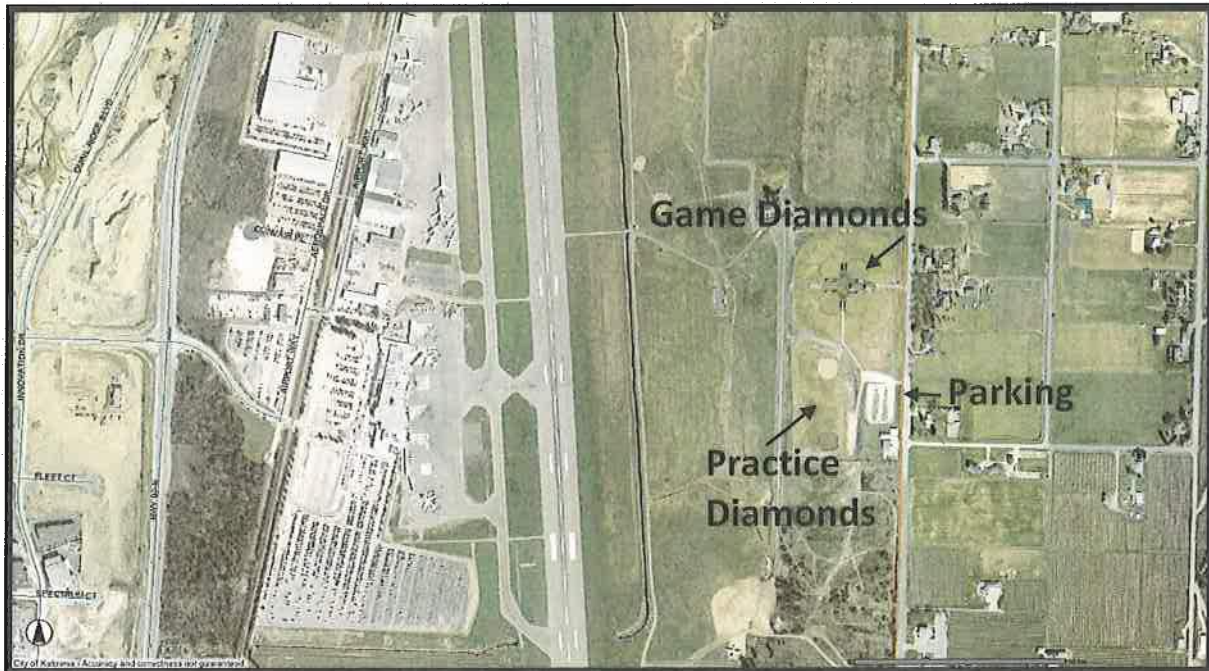 Game Diamonds
Parking
Practice
Diamonds
INNOVATION DR
HWY 97 N
AIRPORT WAY
FLEET CT
SPECTRUM CT
City of Kelowna - Accuracy and correctness not guaranteed